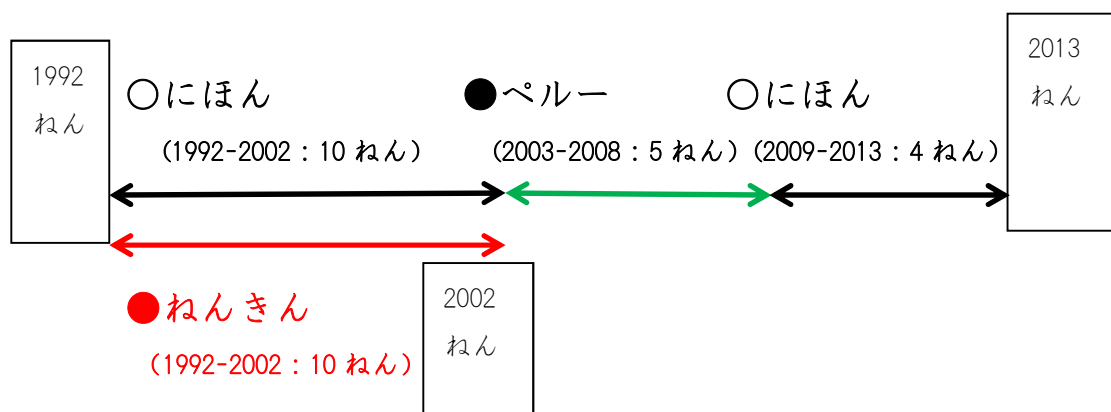 1992
ねん
○にほん
(1992-2002：10 ねん)
●ペルー
(2003-2008：5 ねん)
○にほん
(2009-2013：4 ねん)
2013
ねん
●ねんきん
(1992-2002：10 ねん)
2002
ねん